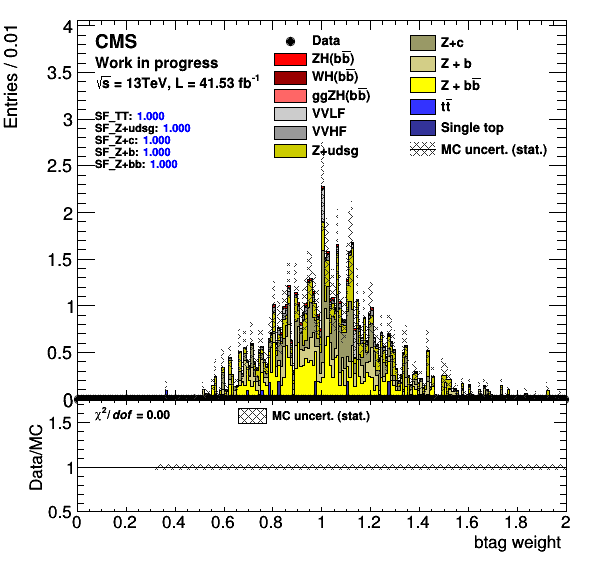 CMS
Work in progress
√s = 13TeV, L = 41.53 fb⁻¹
SF_TT: 1.000
SF_Z+udsg: 1.000
SF_Z+c: 1.000
SF_Z+b: 1.000
SF_Z+bb: 1.000
Data
ZH(bb̅)
WH(bb̅)
ggZH(bb̅)
VVLF
VVHF
Z+udsg
Z+c
Z + b
Z + bb̅
tt̅
Single top
MC uncert. (stat.)
Entries / 0.01
4
3.5
3
2.5
2
1.5
1
0.5
0
χ²/dof = 0.00
MC uncert. (stat.)
Data/MC
1.5
1
0.5
0 0.2 0.4 0.6 0.8 1 1.2 1.4 1.6 1.8 2
btag weight